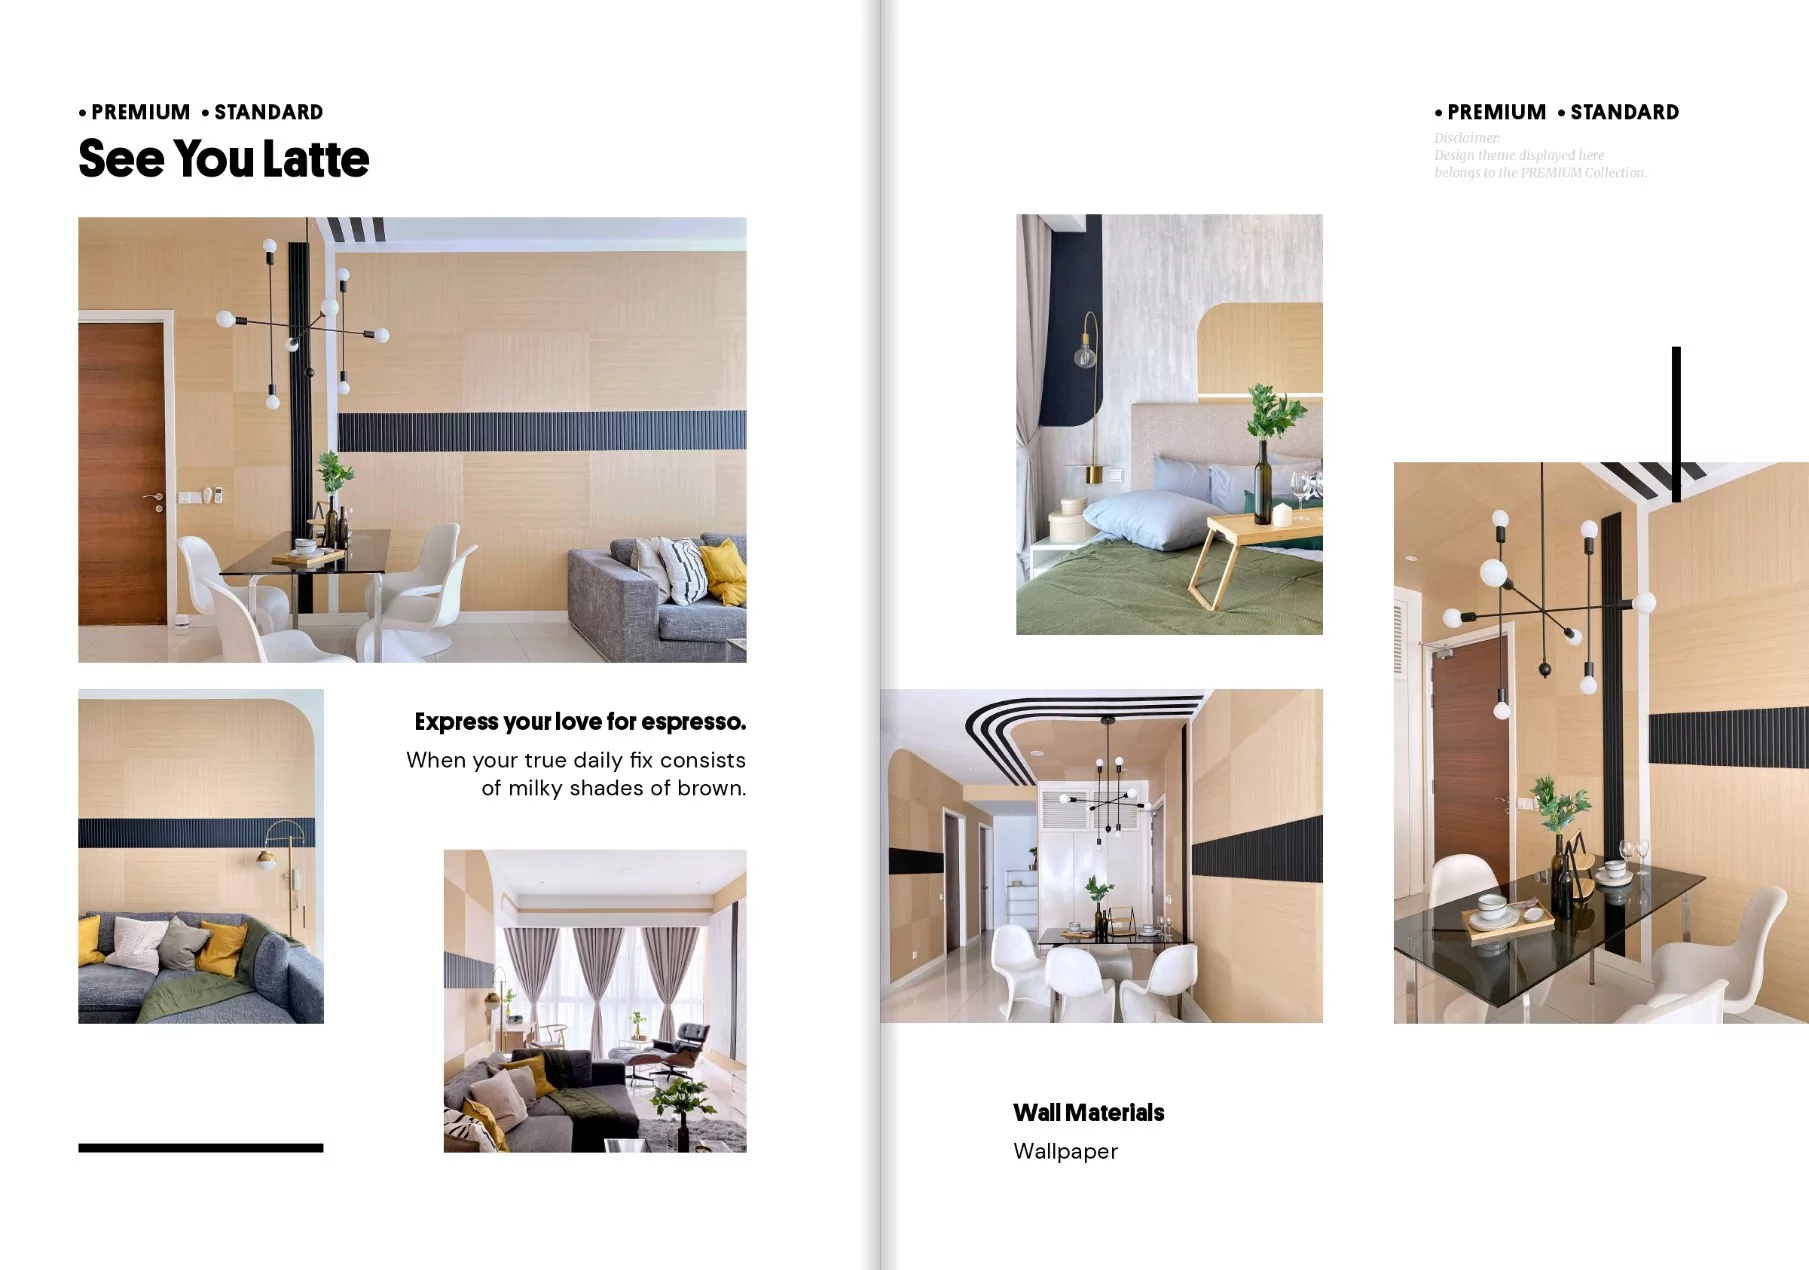 • PREMIUM • STANDARD
See You Latte
Express your love for espresso.
When your true daily fix consists
of milky shades of brown.
• PREMIUM • STANDARD
Disclaimer:
Design theme displayed here
belongs to the PREMIUM Collection.
Wall Materials
Wallpaper